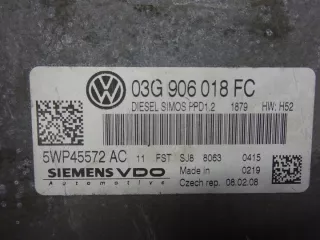 03G 906 018 FC
DIESEL SIMOS PPD1.2 1879 HW: H52
5WP45572 AC 11 FST SJ8 8063 0415
SIEMENS VDO Made in 0219
Automotive Czech rep. 08.02.08